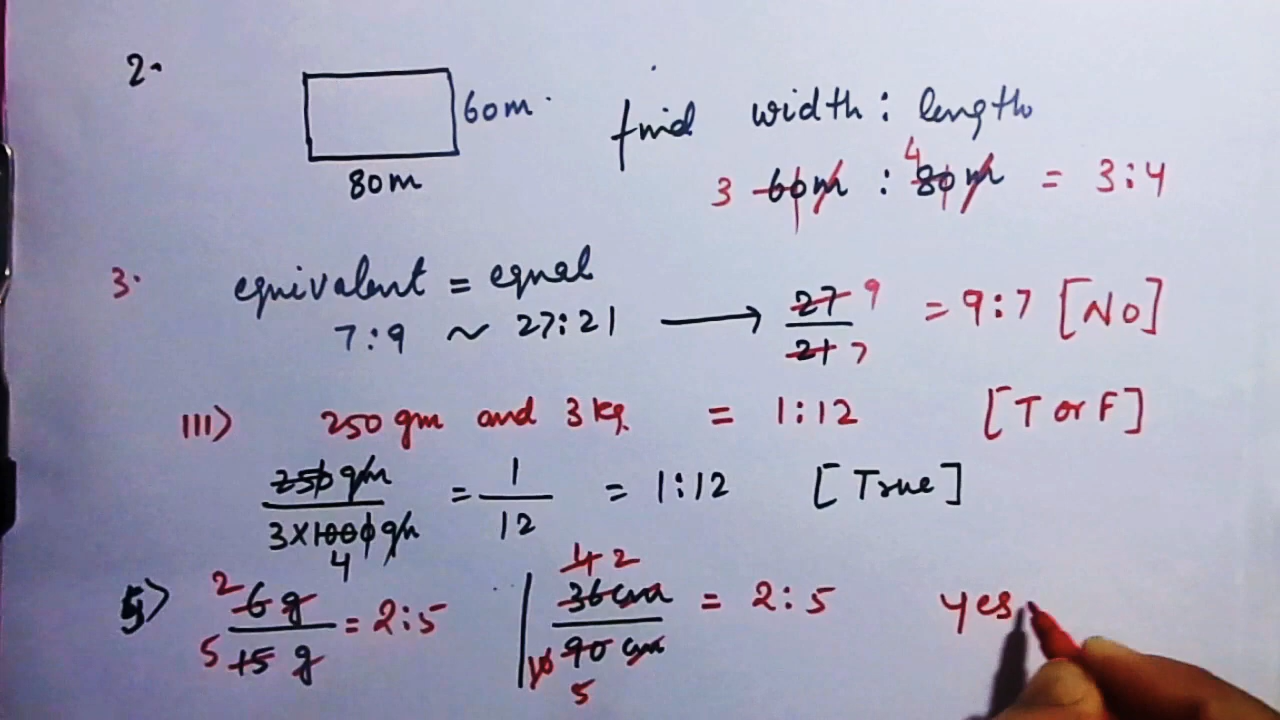 2.
60m.
80m
find width : length
3 60m : 4 80m = 3:4
3. equivalent = equal
7:9 ~ 27:21 → 27 9 / 21 7 = 9:7 [No]
III) 250 gm and 3 kg = 1:12 [T or F]
250 gm / 3×1000 gm 4 = 1/12 = 1:12 [True]
5) 2 6 g / 5 15 g = 2:5 | 4 2 36 cm / 90 cm 10 5 = 2:5 yes